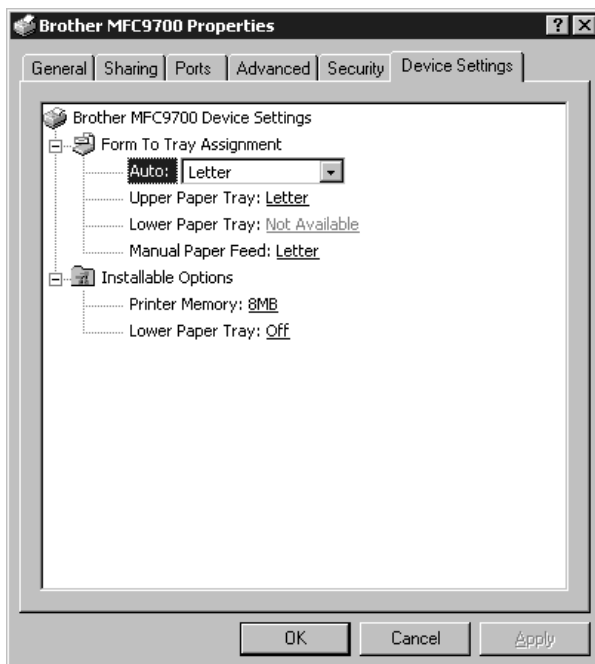 Brother MFC9700 Properties
General Sharing Ports Advanced Security Device Settings
Brother MFC9700 Device Settings
Form To Tray Assignment
Auto: Letter
Upper Paper Tray: Letter
Lower Paper Tray: Not Available
Manual Paper Feed: Letter
Installable Options
Printer Memory: 8MB
Lower Paper Tray: Off
OK Cancel Apply